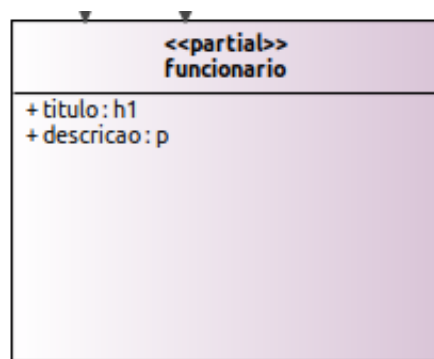 <<partial>>
funcionario
+ titulo : h1
+ descricao : p